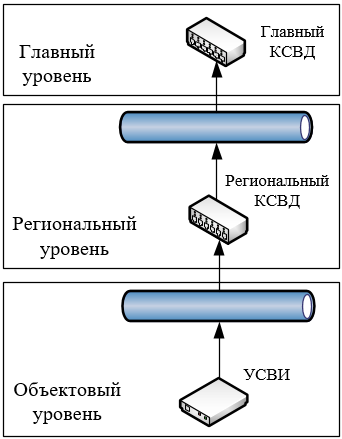 Главный
уровень
Главный
КСВД
Региональный
уровень
Региональный
КСВД
Объектовый
уровень
УСВИ